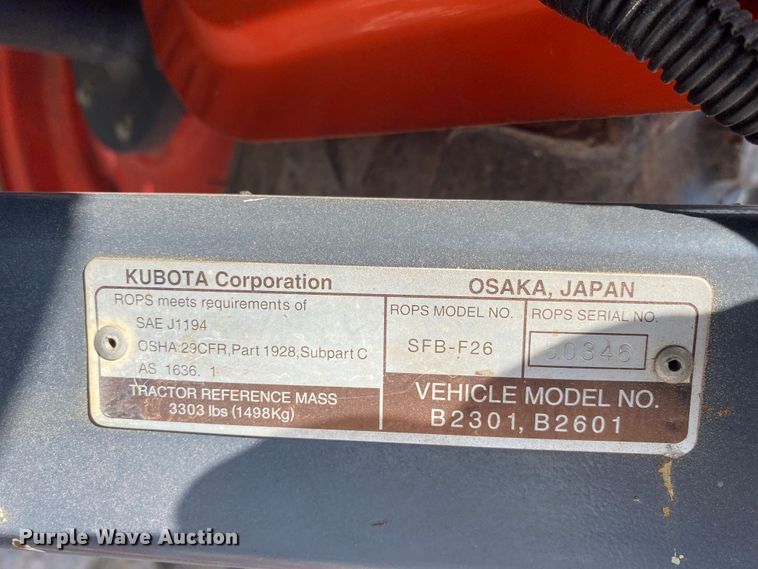 KUBOTA Corporation
OSAKA, JAPAN
ROPS meets requirements of
SAE J1194
OSHA 29CFR, Part 1928, Subpart C
AS 1636. 1
TRACTOR REFERENCE MASS
3303 lbs (1498Kg)
ROPS MODEL NO.
SFB-F26
ROPS SERIAL NO.
VEHICLE MODEL NO.
B2301, B2601
Purple Wave Auction